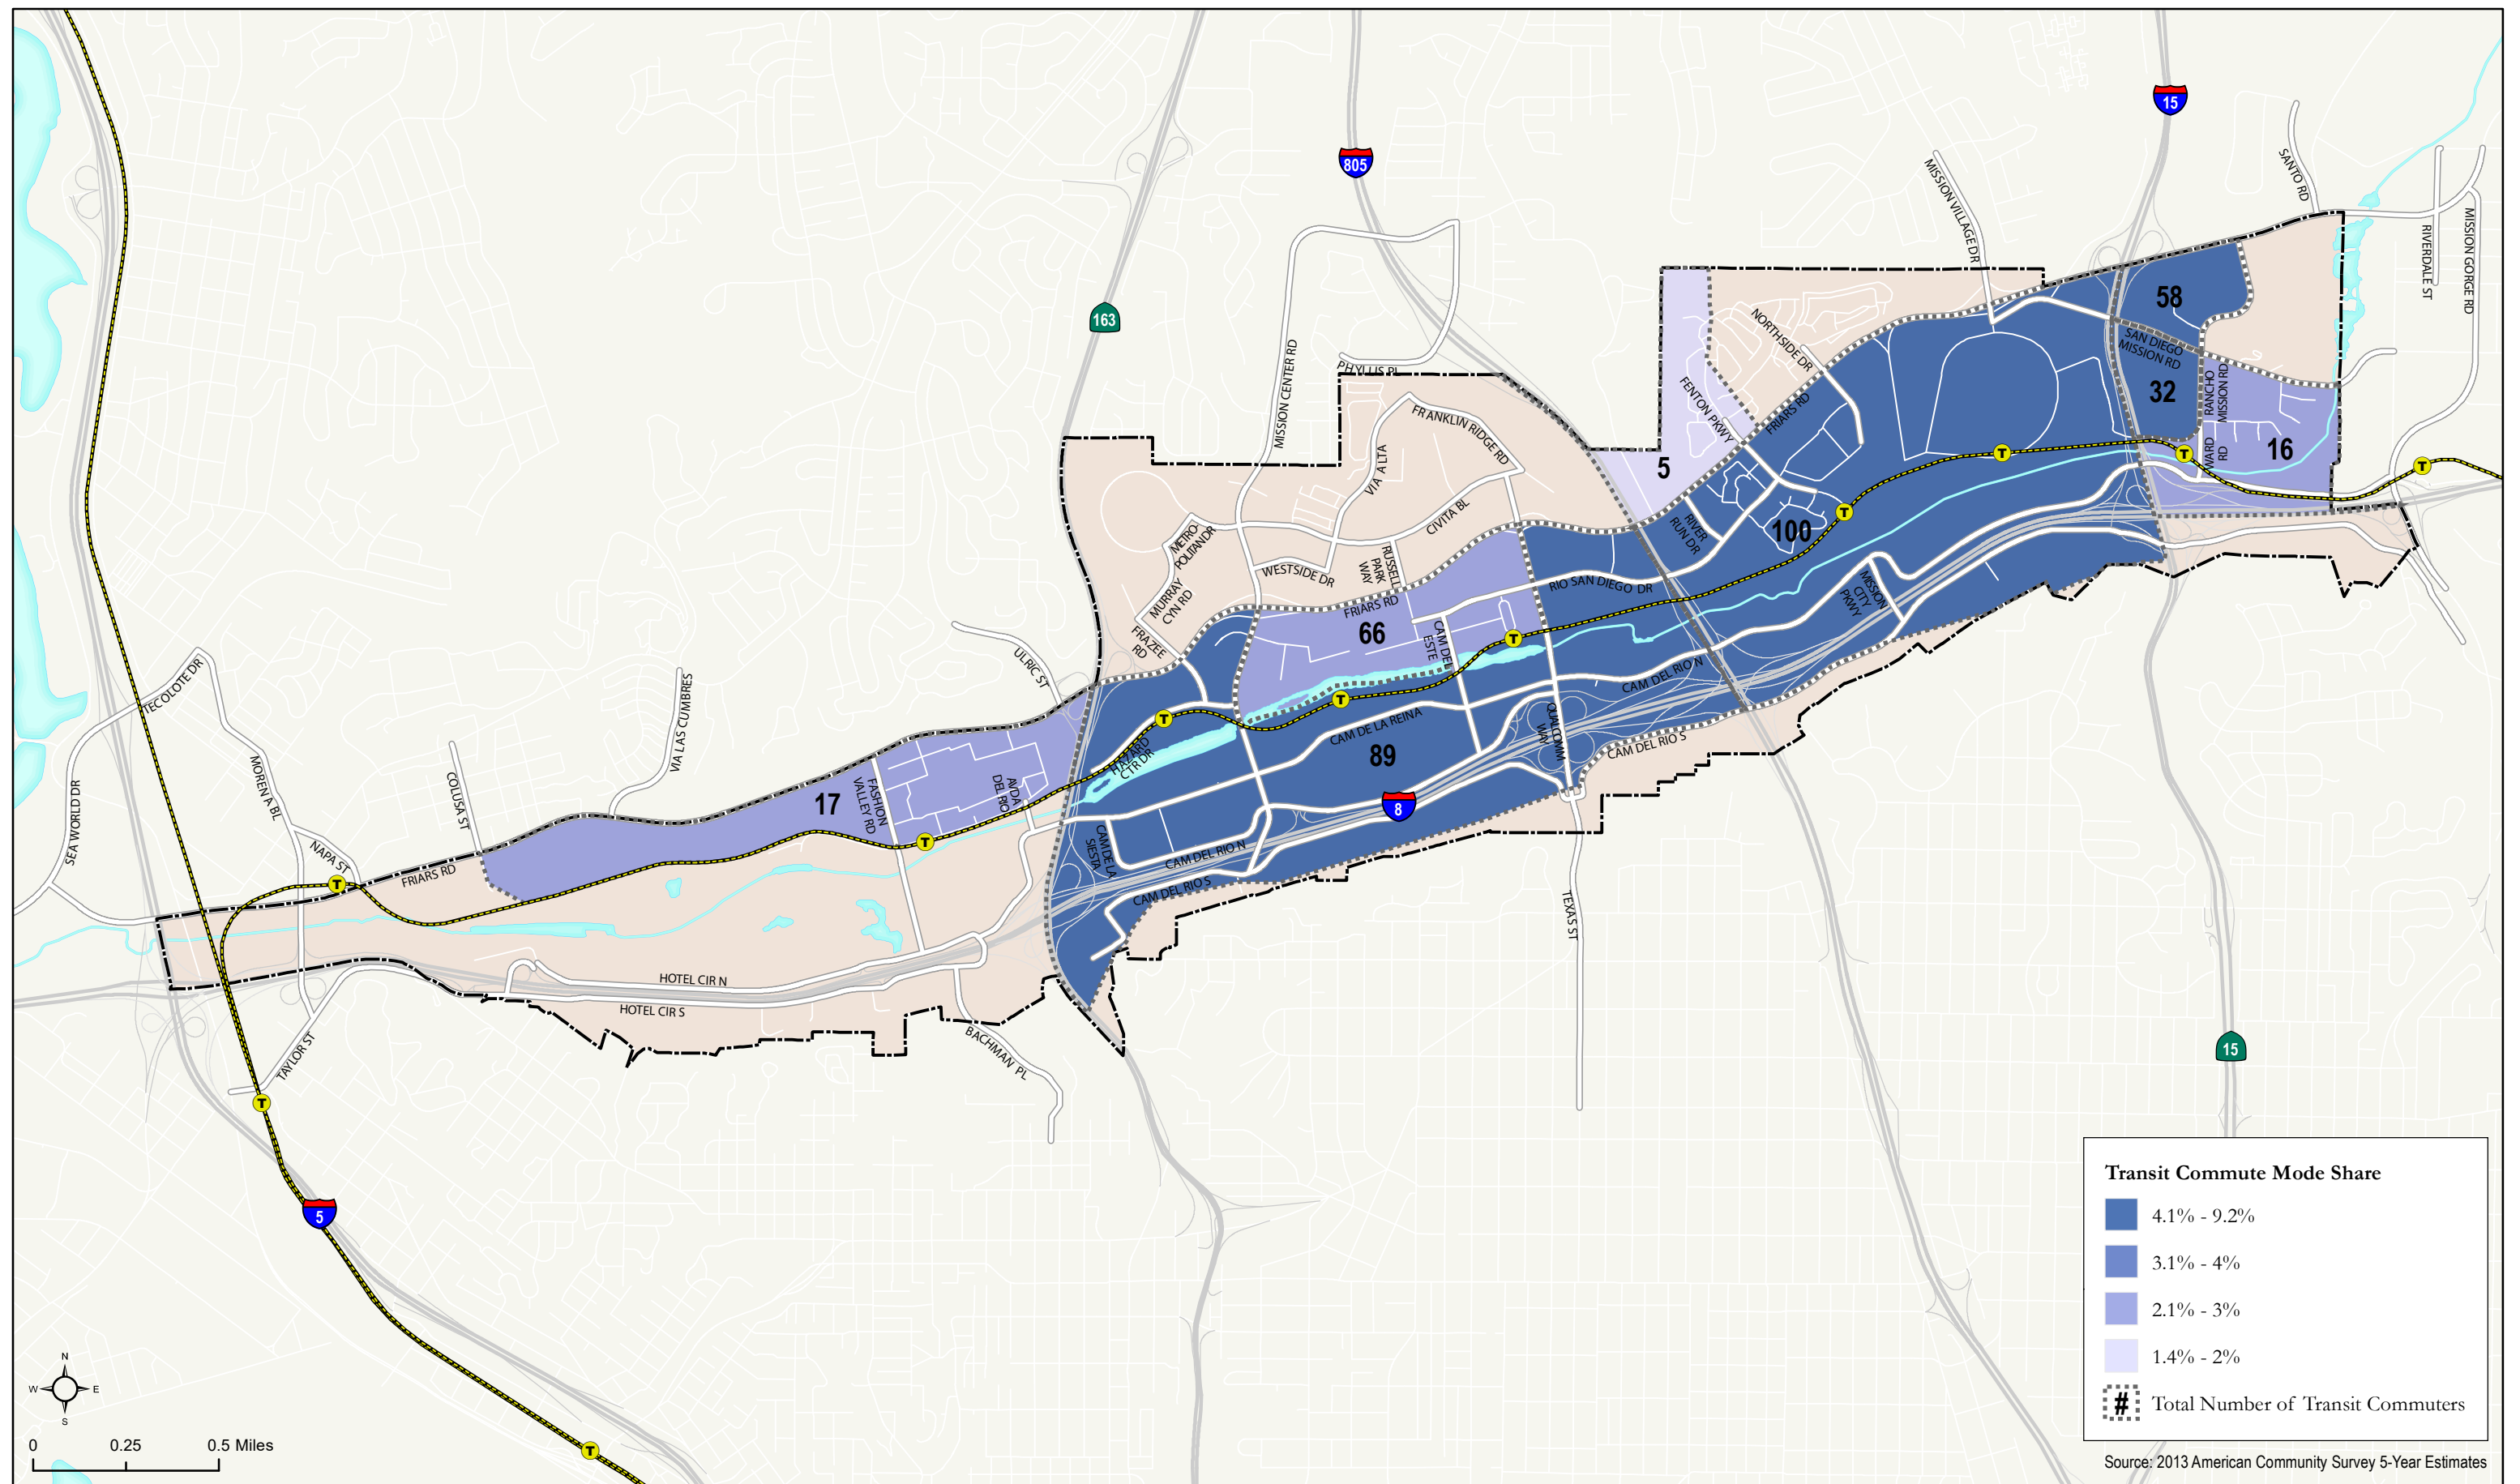 15
805
163
SANTO RD
MISSION VILLAGE DR
RIVERDALE ST
MISSION GORGE RD
58
SAN DIEGO
MISSION RD
32
RANCHO
MISSION RD
16
WARD
RD
T
T
T
T
NORTHSIDE DR
FENTON PKWY
FRIARS RD
5
RIVER
RUN DR
100
MISSION CENTER RD
PHYLLIS PL
FRANKLIN RIDGE RD
VIA ALTA
CIVITA BL
METRO-
POLITAN DR
MURRAY
CYN RD
WESTSIDE DR
RUSSELL
PARK
WAY
FRAZEE
RD
FRIARS RD
66
CAM DEL
ESTE
RIO SAN DIEGO DR
MISSION
CITY
PKWY
T
T
T
CAM DEL RIO N
CAM DE LA REINA
QUALCOMM
WAY
CAM DEL RIO S
HAZARD
CTR DR
89
8
CAM DE LA
SIESTA
CAM DEL RIO N
CAM DEL RIO S
TEXAS ST
ULRIC ST
VIA LAS CUMBRES
TECOLOTE DR
SEA WORLD DR
MORENA BL
COLUSA ST
NAPA ST
T
FRIARS RD
17
FASHION
VALLEY RD
AVDA
DEL RIO
T
HOTEL CIR N
HOTEL CIR S
BACHMAN PL
TAYLOR ST
T
5
T
15
N
W E
S
0 0.25 0.5 Miles
Transit Commute Mode Share
4.1% - 9.2%
3.1% - 4%
2.1% - 3%
1.4% - 2%
# Total Number of Transit Commuters
Source: 2013 American Community Survey 5-Year Estimates